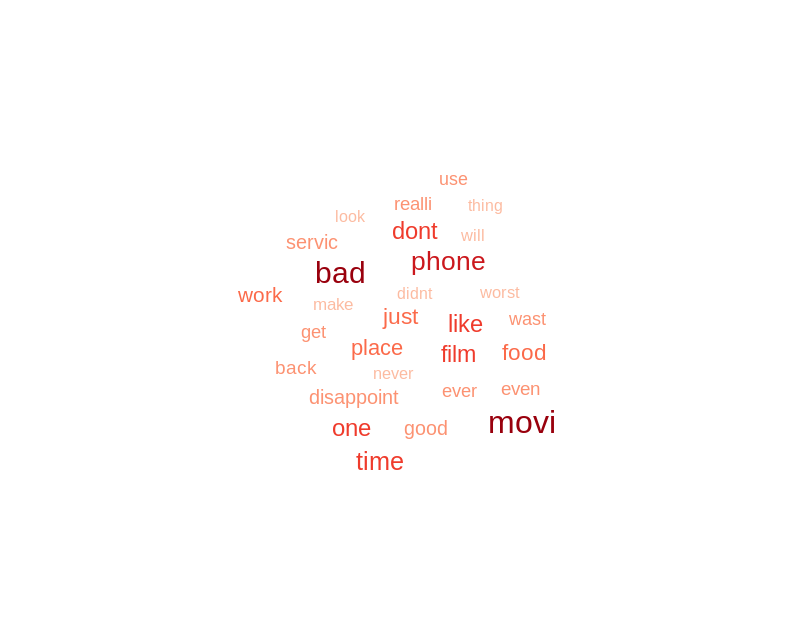 use
realli
thing
look
dont
will
servic
phone
bad
work
didnt
worst
make
just
like
wast
get
place
film
food
back
never
disappoint
ever
even
one
good
movi
time